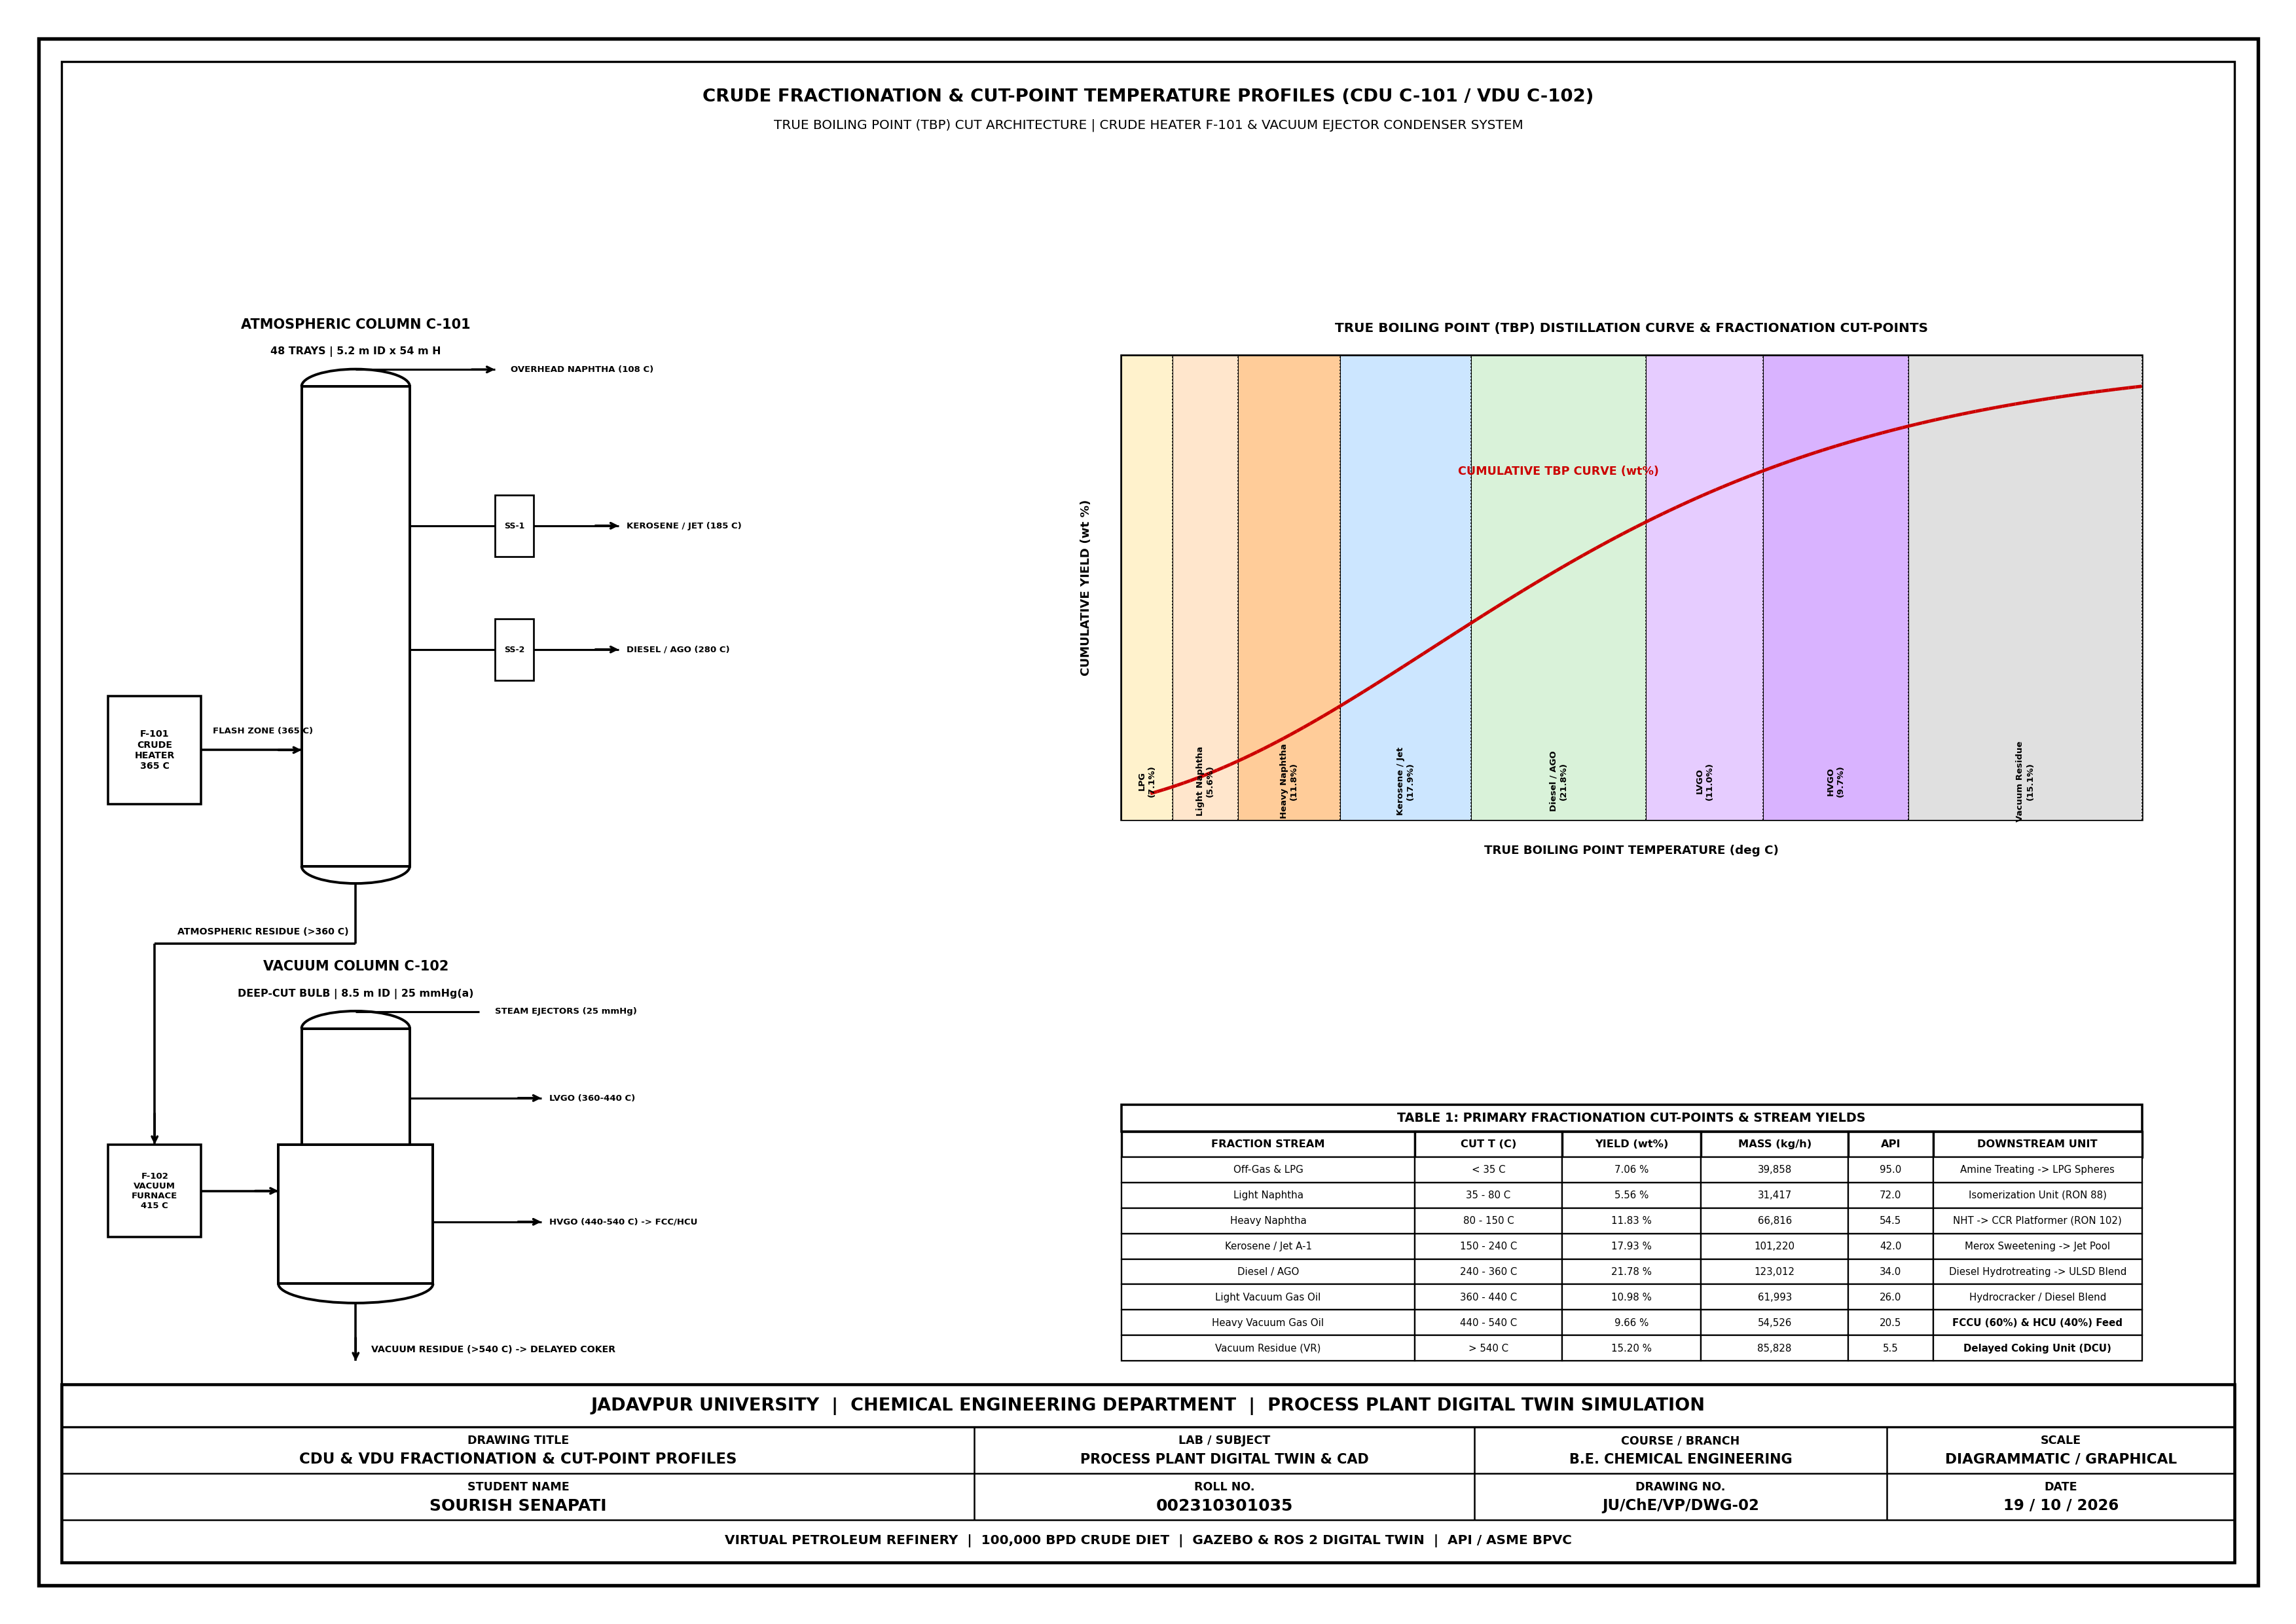 CRUDE FRACTIONATION & CUT-POINT TEMPERATURE PROFILES (CDU C-101 / VDU C-102)
TRUE BOILING POINT (TBP) CUT ARCHITECTURE | CRUDE HEATER F-101 & VACUUM EJECTOR CONDENSER SYSTEM
ATMOSPHERIC COLUMN C-101
48 TRAYS | 5.2 m ID x 54 m H
OVERHEAD NAPHTHA (108 C)
SS-1
KEROSENE / JET (185 C)
SS-2
DIESEL / AGO (280 C)
F-101
CRUDE
HEATER
365 C
FLASH ZONE (365 C)
ATMOSPHERIC RESIDUE (>360 C)
VACUUM COLUMN C-102
DEEP-CUT BULB | 8.5 m ID | 25 mmHg(a)
STEAM EJECTORS (25 mmHg)
LVGO (360-440 C)
F-102
VACUUM
FURNACE
415 C
HVGO (440-540 C) -> FCC/HCU
VACUUM RESIDUE (>540 C) -> DELAYED COKER
TRUE BOILING POINT (TBP) DISTILLATION CURVE & FRACTIONATION CUT-POINTS
CUMULATIVE YIELD (wt %)
CUMULATIVE TBP CURVE (wt%)
LPG
(7.1%)
Light Naphtha
(5.6%)
Heavy Naphtha
(11.8%)
Kerosene / Jet
(17.9%)
Diesel / AGO
(21.8%)
LVGO
(11.0%)
HVGO
(9.7%)
Vacuum Residue
(15.1%)
TRUE BOILING POINT TEMPERATURE (deg C)
TABLE 1: PRIMARY FRACTIONATION CUT-POINTS & STREAM YIELDS
FRACTION STREAM CUT T (C) YIELD (wt%) MASS (kg/h) API DOWNSTREAM UNIT
Off-Gas & LPG < 35 C 7.06 % 39,858 95.0 Amine Treating -> LPG Spheres
Light Naphtha 35 - 80 C 5.56 % 31,417 72.0 Isomerization Unit (RON 88)
Heavy Naphtha 80 - 150 C 11.83 % 66,816 54.5 NHT -> CCR Platformer (RON 102)
Kerosene / Jet A-1 150 - 240 C 17.93 % 101,220 42.0 Merox Sweetening -> Jet Pool
Diesel / AGO 240 - 360 C 21.78 % 123,012 34.0 Diesel Hydrotreating -> ULSD Blend
Light Vacuum Gas Oil 360 - 440 C 10.98 % 61,993 26.0 Hydrocracker / Diesel Blend
Heavy Vacuum Gas Oil 440 - 540 C 9.66 % 54,526 20.5 FCCU (60%) & HCU (40%) Feed
Vacuum Residue (VR) > 540 C 15.20 % 85,828 5.5 Delayed Coking Unit (DCU)
JADAVPUR UNIVERSITY | CHEMICAL ENGINEERING DEPARTMENT | PROCESS PLANT DIGITAL TWIN SIMULATION
DRAWING TITLE LAB / SUBJECT COURSE / BRANCH SCALE
CDU & VDU FRACTIONATION & CUT-POINT PROFILES PROCESS PLANT DIGITAL TWIN & CAD B.E. CHEMICAL ENGINEERING DIAGRAMMATIC / GRAPHICAL
STUDENT NAME ROLL NO. DRAWING NO. DATE
SOURISH SENAPATI 002310301035 JU/ChE/VP/DWG-02 19 / 10 / 2026
VIRTUAL PETROLEUM REFINERY | 100,000 BPD CRUDE DIET | GAZEBO & ROS 2 DIGITAL TWIN | API / ASME BPVC